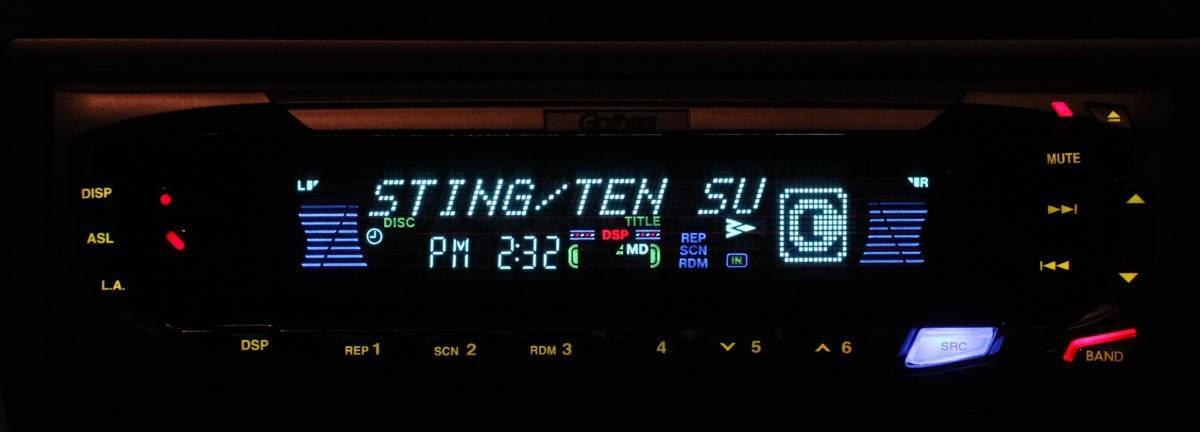 Gathers
MUTE
L R
DISP
STING/TEN SU
DISC TITLE
ASL
PM 2:32
DSP
MD
REP
SCN
RDM
IN
L.A.
DSP REP 1 SCN 2 RDM 3 4 5 6 SRC BAND